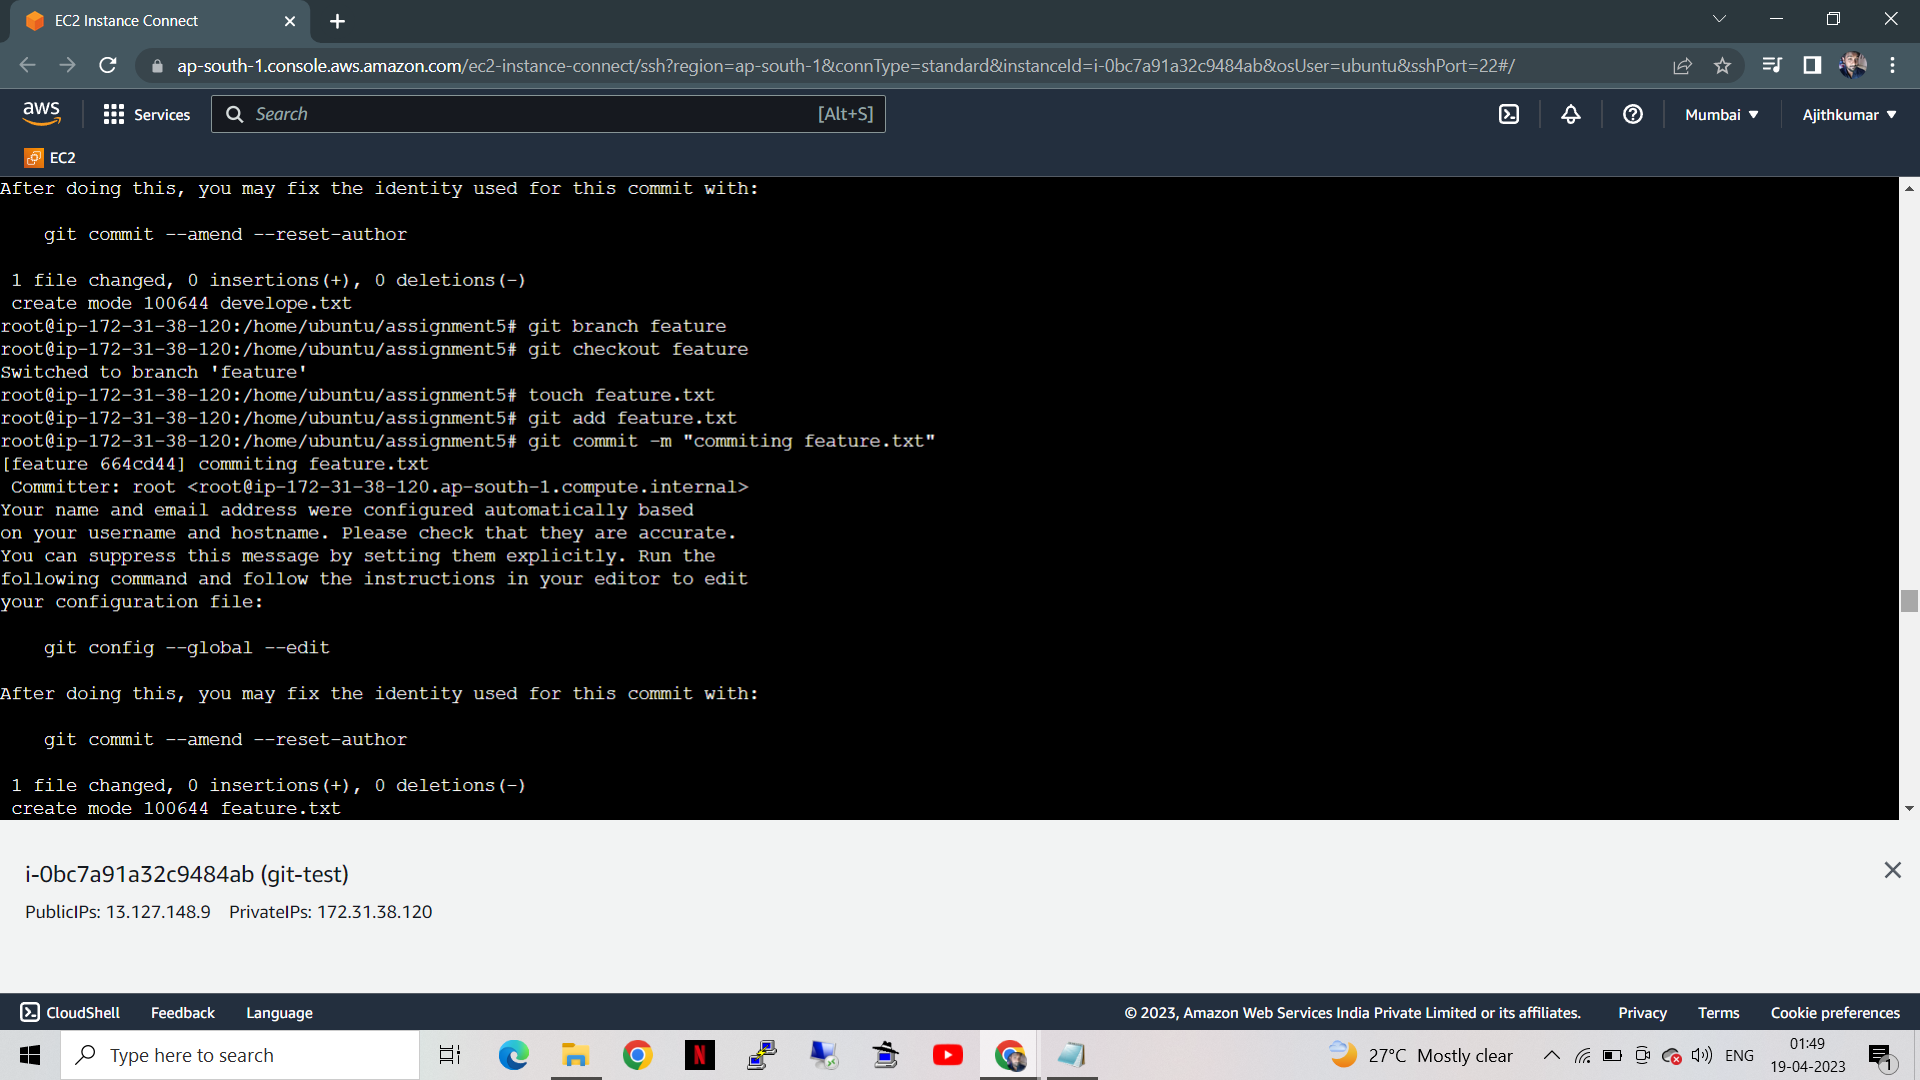 EC2 Instance Connect
ap-south-1.console.aws.amazon.com/ec2-instance-connect/ssh?region=ap-south-1&connType=standard&instanceId=i-0bc7a91a32c9484ab&osUser=ubuntu&sshPort=22#/
aws Services Search [Alt+S] Mumbai Ajithkumar
EC2
After doing this, you may fix the identity used for this commit with:
git commit --amend --reset-author
1 file changed, 0 insertions(+), 0 deletions(-)
create mode 100644 develope.txt
root@ip-172-31-38-120:/home/ubuntu/assignment5# git branch feature
root@ip-172-31-38-120:/home/ubuntu/assignment5# git checkout feature
Switched to branch 'feature'
root@ip-172-31-38-120:/home/ubuntu/assignment5# touch feature.txt
root@ip-172-31-38-120:/home/ubuntu/assignment5# git add feature.txt
root@ip-172-31-38-120:/home/ubuntu/assignment5# git commit -m "commiting feature.txt"
[feature 664cd44] commiting feature.txt
Committer: root <root@ip-172-31-38-120.ap-south-1.compute.internal>
Your name and email address were configured automatically based
on your username and hostname. Please check that they are accurate.
You can suppress this message by setting them explicitly. Run the
following command and follow the instructions in your editor to edit
your configuration file:
git config --global --edit
After doing this, you may fix the identity used for this commit with:
git commit --amend --reset-author
1 file changed, 0 insertions(+), 0 deletions(-)
create mode 100644 feature.txt
i-0bc7a91a32c9484ab (git-test)
PublicIPs: 13.127.148.9 PrivateIPs: 172.31.38.120
CloudShell Feedback Language © 2023, Amazon Web Services India Private Limited or its affiliates. Privacy Terms Cookie preferences
Type here to search N 27°C Mostly clear ENG 01:49
19-04-2023 1